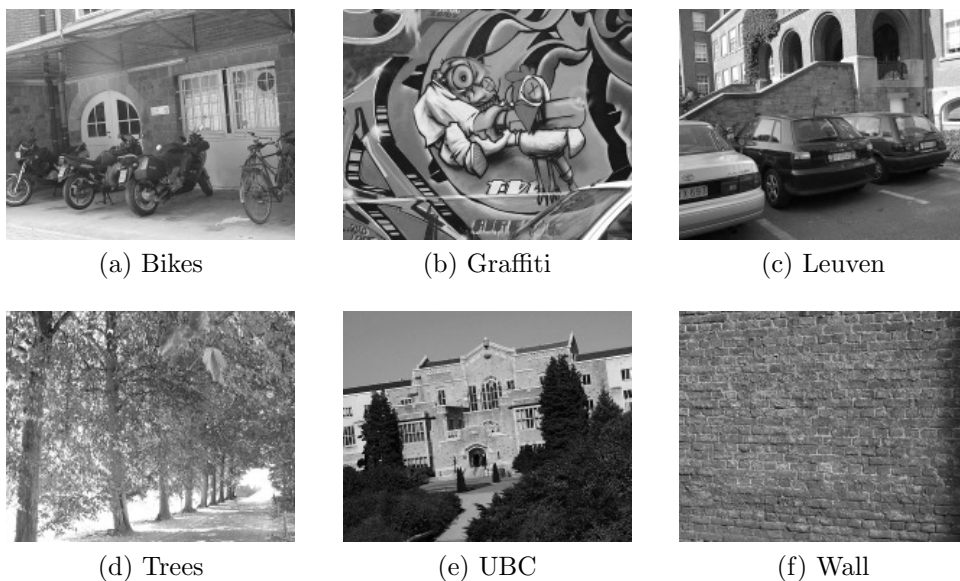 (a) Bikes
(b) Graffiti
(c) Leuven
(d) Trees
(e) UBC
(f) Wall